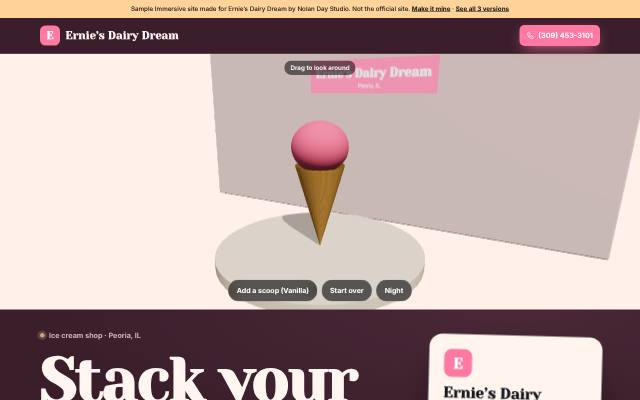 Sample Immersive site made for Ernie's Dairy Dream by Nolan Day Studio. Not the official site. Make it mine · See all 3 versions
E Ernie's Dairy Dream
(309) 453-3101
Drag to look around
Ernie's Dairy Dream
Peoria, IL
Add a scoop (Vanilla) Start over Night
Ice cream shop · Peoria, IL
Stack your
E
Ernie's Dairy